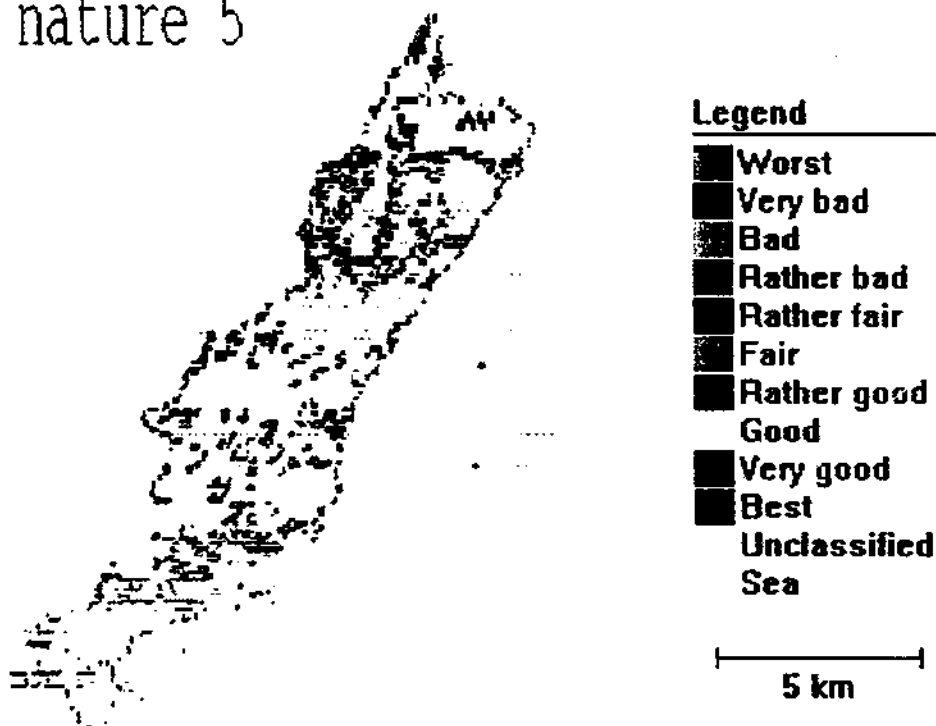 nature 5
Legend
Worst
Very bad
Bad
Rather bad
Rather fair
Fair
Rather good
Good
Very good
Best
Unclassified
Sea
5 km